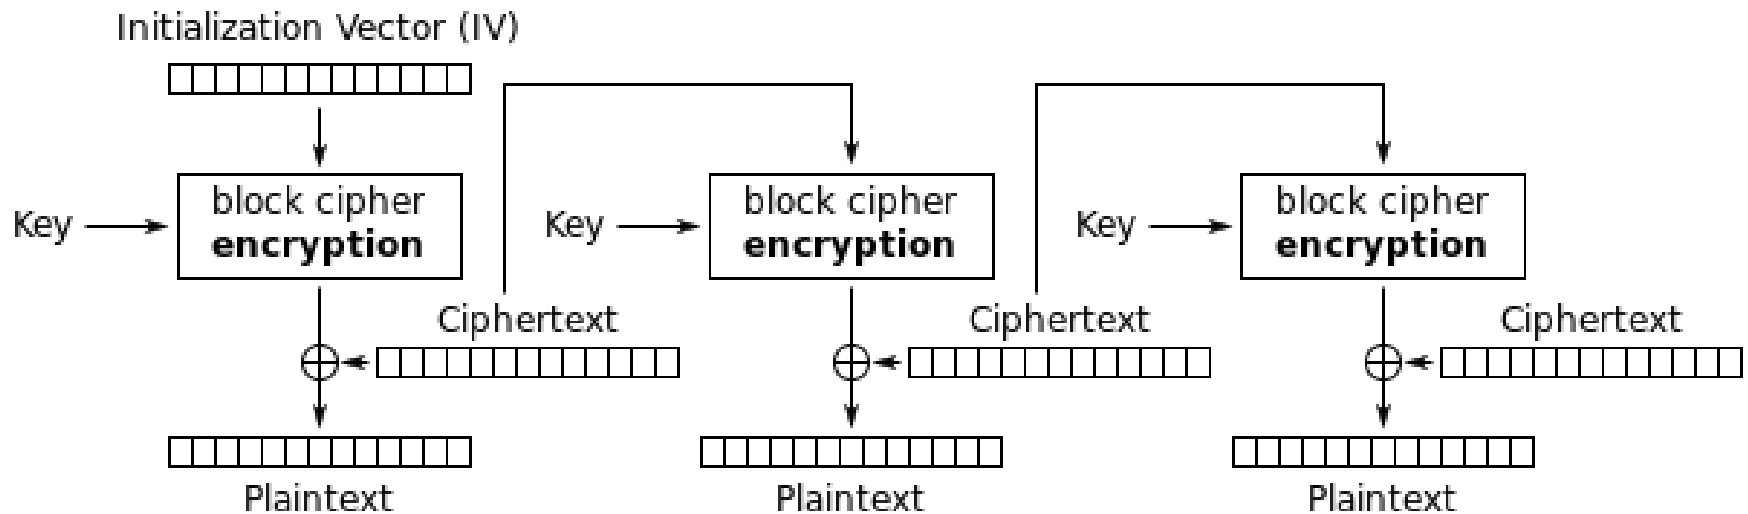 Initialization Vector (IV)
Key
block cipher
encryption
Key
block cipher
encryption
Key
block cipher
encryption
Ciphertext
Ciphertext
Ciphertext
Plaintext
Plaintext
Plaintext